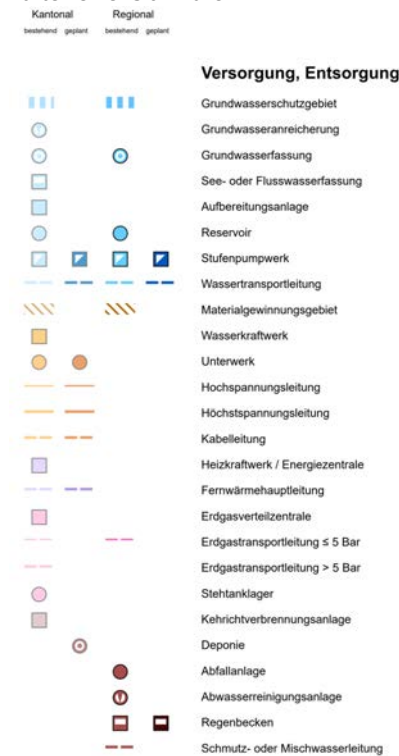 Kantonal Regional
bestehend geplant bestehend geplant
Versorgung, Entsorgung
Grundwasserschutzgebiet
Grundwasseranreicherung
Grundwasserfassung
See- oder Flusswasserfassung
Aufbereitungsanlage
Reservoir
Stufenpumpwerk
Wassertransportleitung
Materialgewinnungsgebiet
Wasserkraftwerk
Unterwerk
Hochspannungsleitung
Höchstspannungsleitung
Kabelleitung
Heizkraftwerk / Energiezentrale
Fernwärmehauptleitung
Erdgasverteilzentrale
Erdgastransportleitung ≤ 5 Bar
Erdgastransportleitung > 5 Bar
Stehtanklager
Kehrichtverbrennungsanlage
Deponie
Abfallanlage
Abwasserreinigungsanlage
Regenbecken
Schmutz- oder Mischwasserleitung